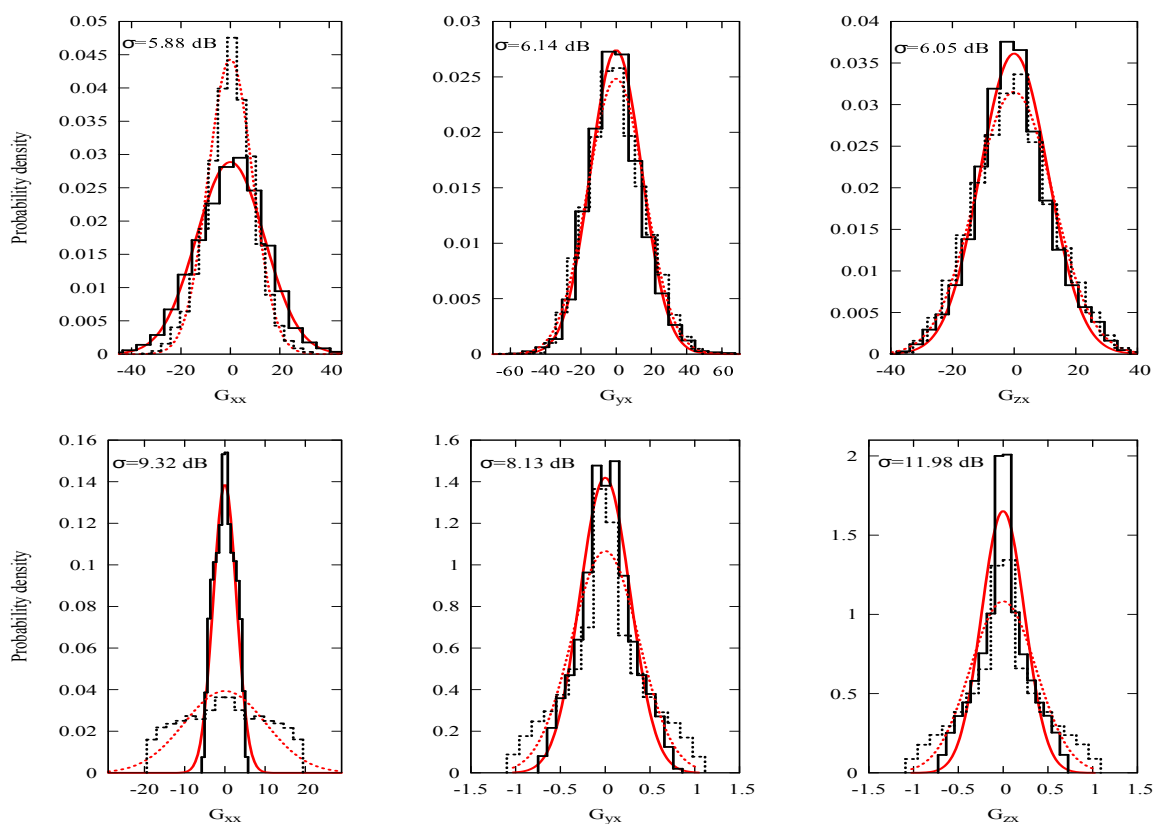 0.05
0.045
0.04
0.035
0.03
0.025
0.02
0.015
0.01
0.005
0
-40 -20 0 20 40
Gxx
Probability density
σ=5.88 dB
0.03
0.025
0.02
0.015
0.01
0.005
0
-60 -40 -20 0 20 40 60
Gyx
σ=6.14 dB
0.04
0.035
0.03
0.025
0.02
0.015
0.01
0.005
0
-40 -20 0 20 40
Gzx
σ=6.05 dB
0.16
0.14
0.12
0.1
0.08
0.06
0.04
0.02
0
-20 -10 0 10 20
Gxx
Probability density
σ=9.32 dB
1.6
1.4
1.2
1
0.8
0.6
0.4
0.2
0
-1.5 -1 -0.5 0 0.5 1 1.5
Gyx
σ=8.13 dB
2
1.5
1
0.5
0
-1.5 -1 -0.5 0 0.5 1 1.5
Gzx
σ=11.98 dB